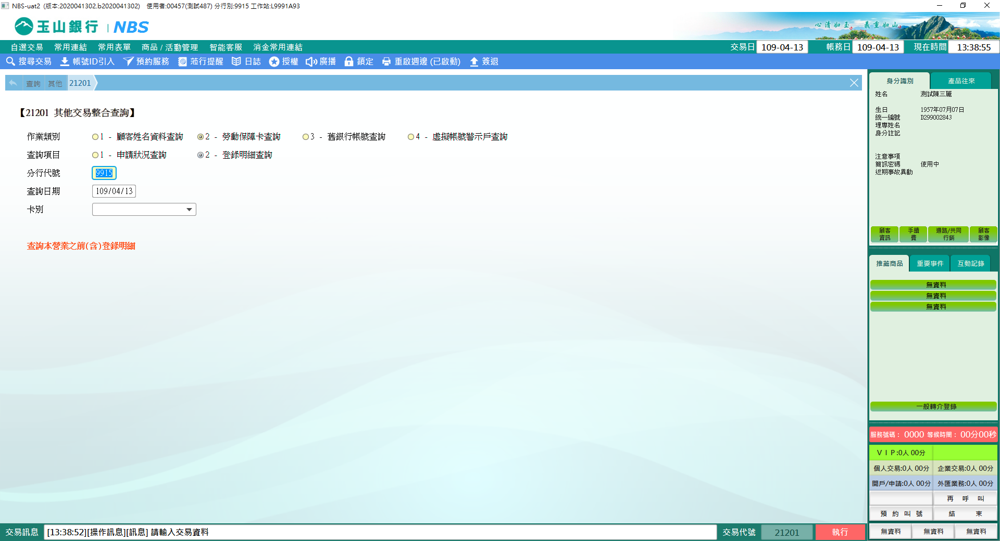 NBS-uat2 (版本:2020041302.b2020041302) 使用者:00457(測試487) 分行別:9915 工作站:L9991A93
玉山銀行 | NBS
心清如玉。 義重如山。
自選交易 常用連結 常用表單 商品 / 活動管理 智能客服 消金常用連結 交易日 109-04-13 帳務日 109-04-13 現在時間 13:38:55
搜尋交易 帳號ID引入 預約服務 蒞行提醒 日誌 授權 廣播 鎖定 重啟週邊 (已啟動) 簽退
查詢 其他 21201
【21201 其他交易整合查詢】
作業類別 1 - 顧客姓名資料查詢 2 - 勞動保障卡查詢 3 - 舊銀行帳號查詢 4 - 虛擬帳號警示戶查詢
查詢項目 1 - 申請狀況查詢 2 - 登錄明細查詢
分行代號 9915
查詢日期 109/04/13
卡別
查詢本營業之前(含)登錄明細
身分識別 產品往來
姓名 測試陳三麗
生日 1957年07月07日
統一編號 D299002843
理專姓名
身分註記
注意事項
簡訊密碼 使用中
近期事故異動
顧客資訊 手續費 通路/共同行銷 顧客影像
推薦商品 重要事件 互動記錄
無資料
無資料
無資料
一般轉介登錄
服務號碼： 0000 等候時間： 00分00秒
ＶＩＰ:0人 00分
個人交易:0人 00分 企業交易:0人 00分
開戶/申請:0人 00分 外匯業務:0人 00分
再 呼 叫
預 約 叫 號 結 束
無資料 無資料 無資料
交易訊息 [13:38:52][操作訊息][訊息] 請輸入交易資料 交易代號 21201 執行